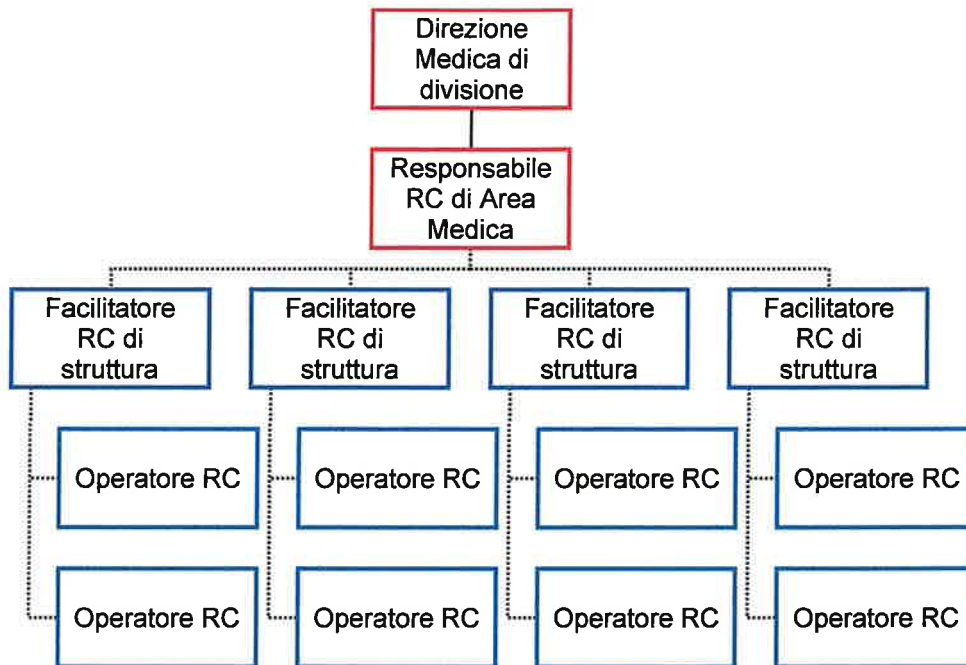 Direzione
Medica di
divisione
Responsabile
RC di Area
Medica
Facilitatore
RC di
struttura
Facilitatore
RC di
struttura
Facilitatore
RC di
struttura
Facilitatore
RC di
struttura
Operatore RC
Operatore RC
Operatore RC
Operatore RC
Operatore RC
Operatore RC
Operatore RC
Operatore RC